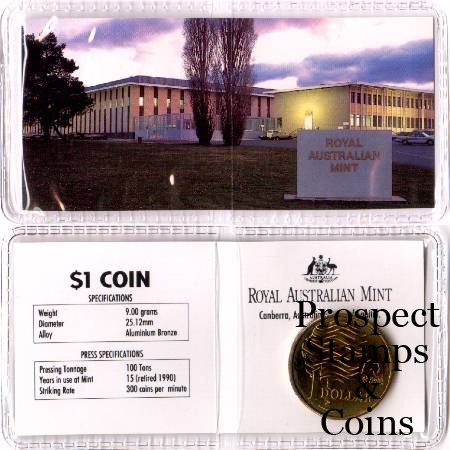 ROYAL
AUSTRALIAN
MINT
$1 COIN
SPECIFICATIONS
Weight 9.00 grams
Diameter 25.12mm
Alloy Aluminium Bronze
PRESS SPECIFICATIONS
Pressing Tonnage 100 Tons
Years in use at Mint 15 (retired 1990)
Striking Rate 300 coins per minute
AUSTRALIA
ROYAL AUSTRALIAN MINT
Canberra,
Prospect
Stamps
&
Coins
DOLLAR